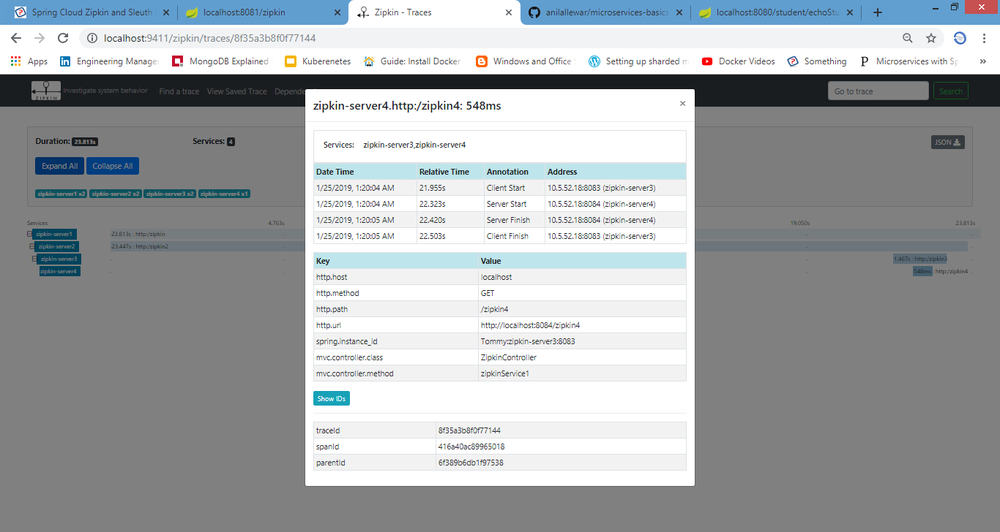 Spring Cloud Zipkin and Sleuth
localhost:8081/zipkin
Zipkin - Traces
anilallewar/microservices-basics
localhost:8080/student/echoStu
localhost:9411/zipkin/traces/8f35a3b8f0f77144
Apps
Engineering Manager
MongoDB Explained
Kuberenetes
Guide: Install Docker
Windows and Office
Setting up sharded m
Docker Videos
Something
Microservices with Sp
»
ZIPKIN
Investigate system behavior
Find a trace
View Saved Trace
Depende
Go to trace
Search
Duration: 23.813s
Services: 4
JSON
Expand All
Collapse All
zipkin-server1 x2
zipkin-server2 x2
zipkin-server3 x2
zipkin-server4 x1
Services
4.763s
19.050s
23.813s
zipkin-server1
23.813s : http:/zipkin
zipkin-server2
23.447s : http:/zipkin2
zipkin-server3
1.467s : http:/zipkin3
zipkin-server4
548ms : http:/zipkin4
zipkin-server4.http:/zipkin4: 548ms
×
Services: zipkin-server3,zipkin-server4
Date Time Relative Time Annotation Address
1/25/2019, 1:20:04 AM 21.955s Client Start 10.5.52.18:8083 (zipkin-server3)
1/25/2019, 1:20:04 AM 22.323s Server Start 10.5.52.18:8084 (zipkin-server4)
1/25/2019, 1:20:05 AM 22.420s Server Finish 10.5.52.18:8084 (zipkin-server4)
1/25/2019, 1:20:05 AM 22.503s Client Finish 10.5.52.18:8083 (zipkin-server3)
Key Value
http.host localhost
http.method GET
http.path /zipkin4
http.url http://localhost:8084/zipkin4
spring.instance_id Tommy:zipkin-server3:8083
mvc.controller.class ZipkinController
mvc.controller.method zipkinService1
Show IDs
traceId 8f35a3b8f0f77144
spanId 416a40ac89965018
parentId 6f389b6db1f97538